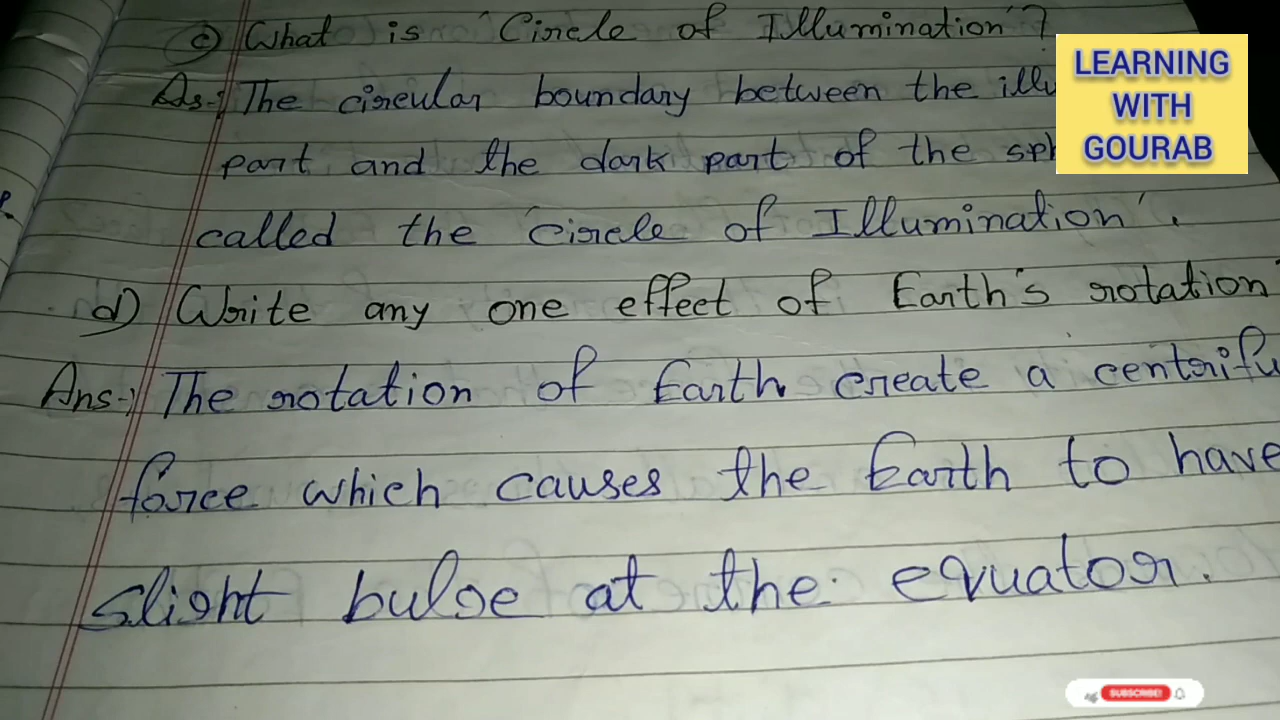 c) What is 'Circle of Illumination'?
Ans:- The circular boundary between the illu
part and the dark part of the sph
called the 'Circle of Illumination'.
d) Write any one effect of Earth's rotation
Ans:- The rotation of Earth create a centrifu
force which causes the Earth to have
slight bulge at the equator.
LEARNING
WITH
GOURAB
SUBSCRIBE!